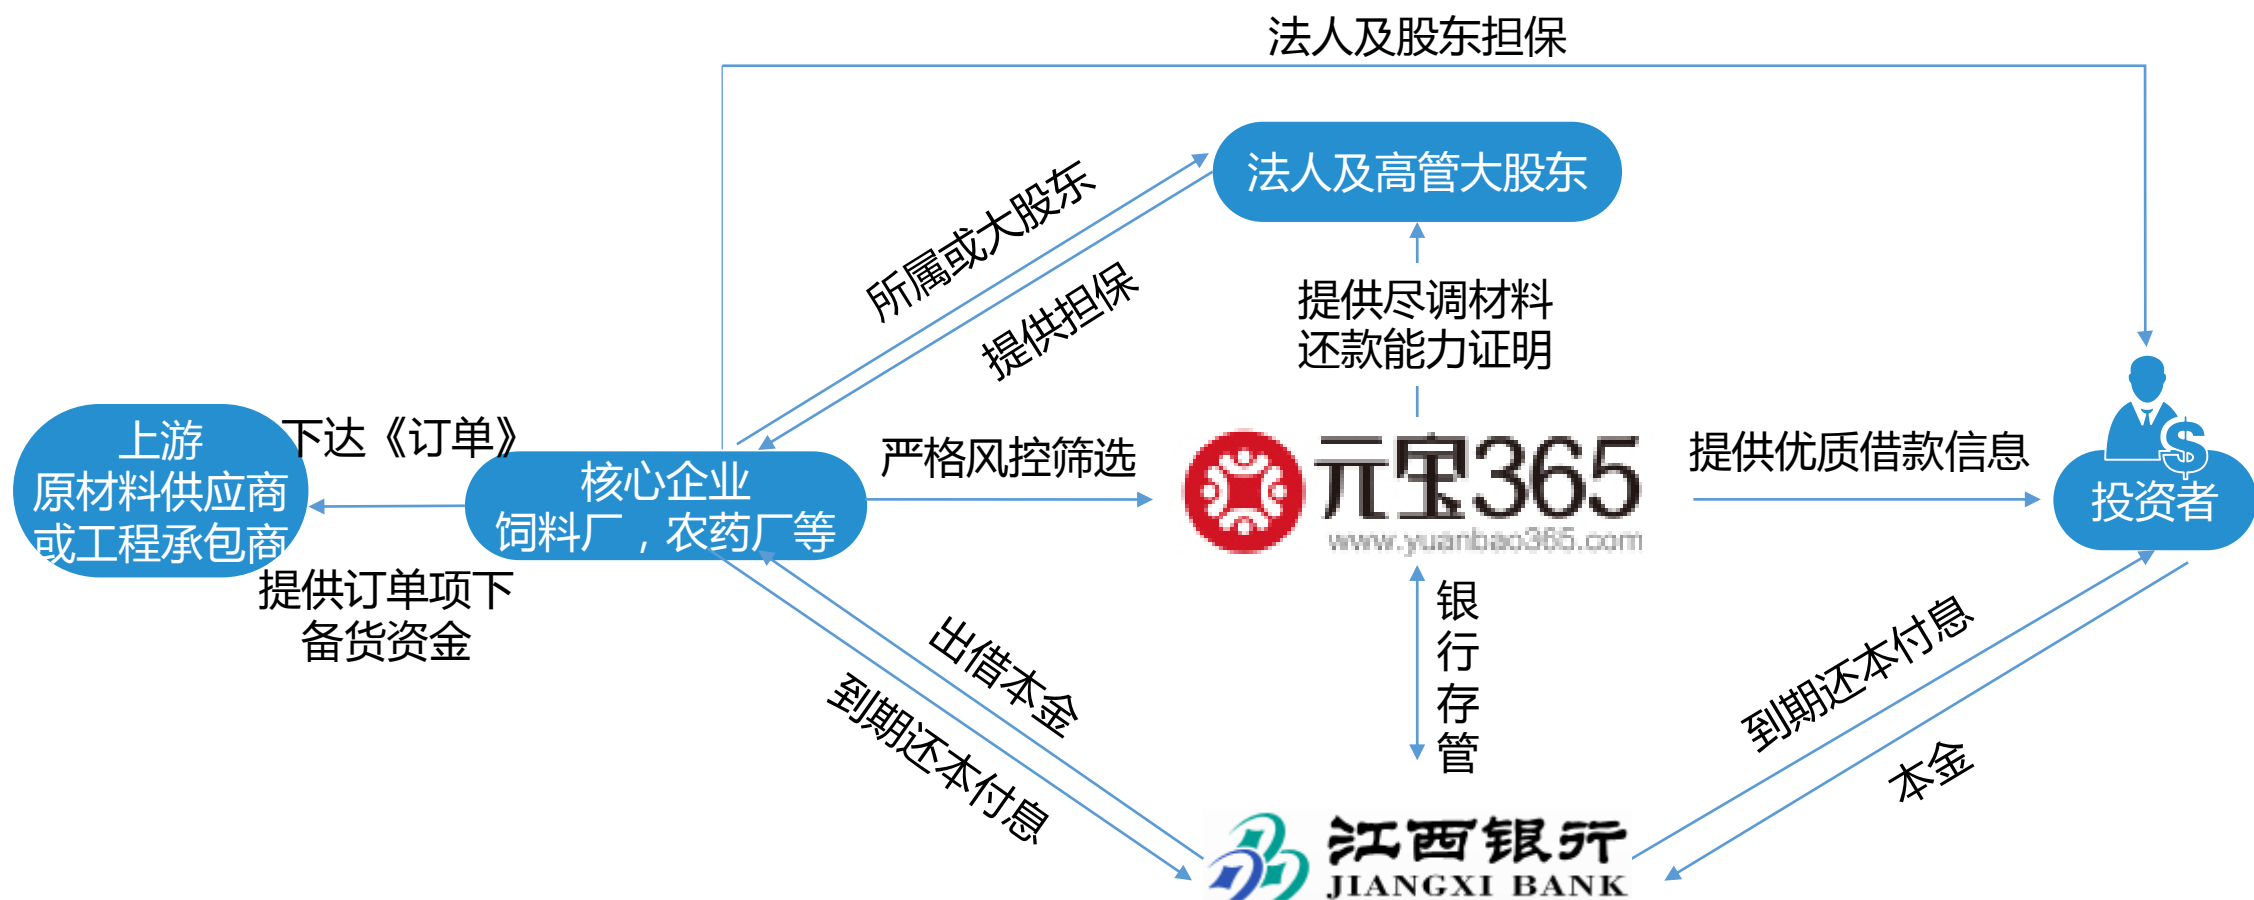 法人及股东担保
法人及高管大股东
所属或大股东
提供担保
提供尽调材料
还款能力证明
上游
原材料供应商
或工程承包商
下达《订单》
核心企业
饲料厂，农药厂等
严格风控筛选
元宝365
www.yuanbao365.com
提供优质借款信息
$
投资者
提供订单项下
备货资金
出借本金
到期还本付息
银
行
存
管
到期还本付息
本金
江西银行
JIANGXI BANK